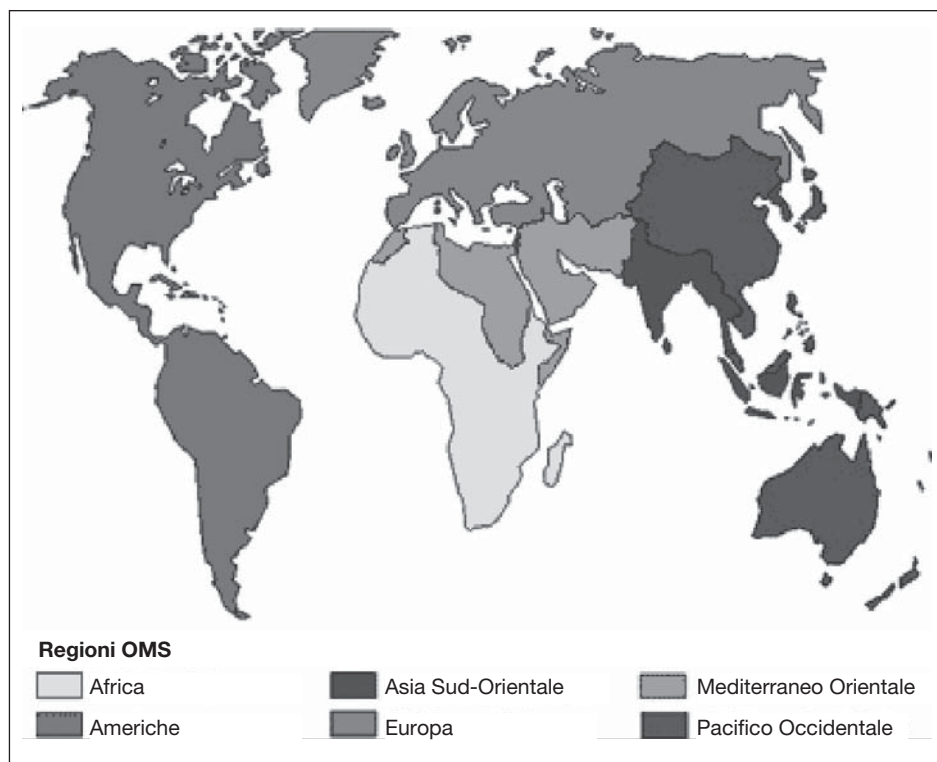 Regioni OMS
Africa Asia Sud-Orientale Mediterraneo Orientale
Americhe Europa Pacifico Occidentale